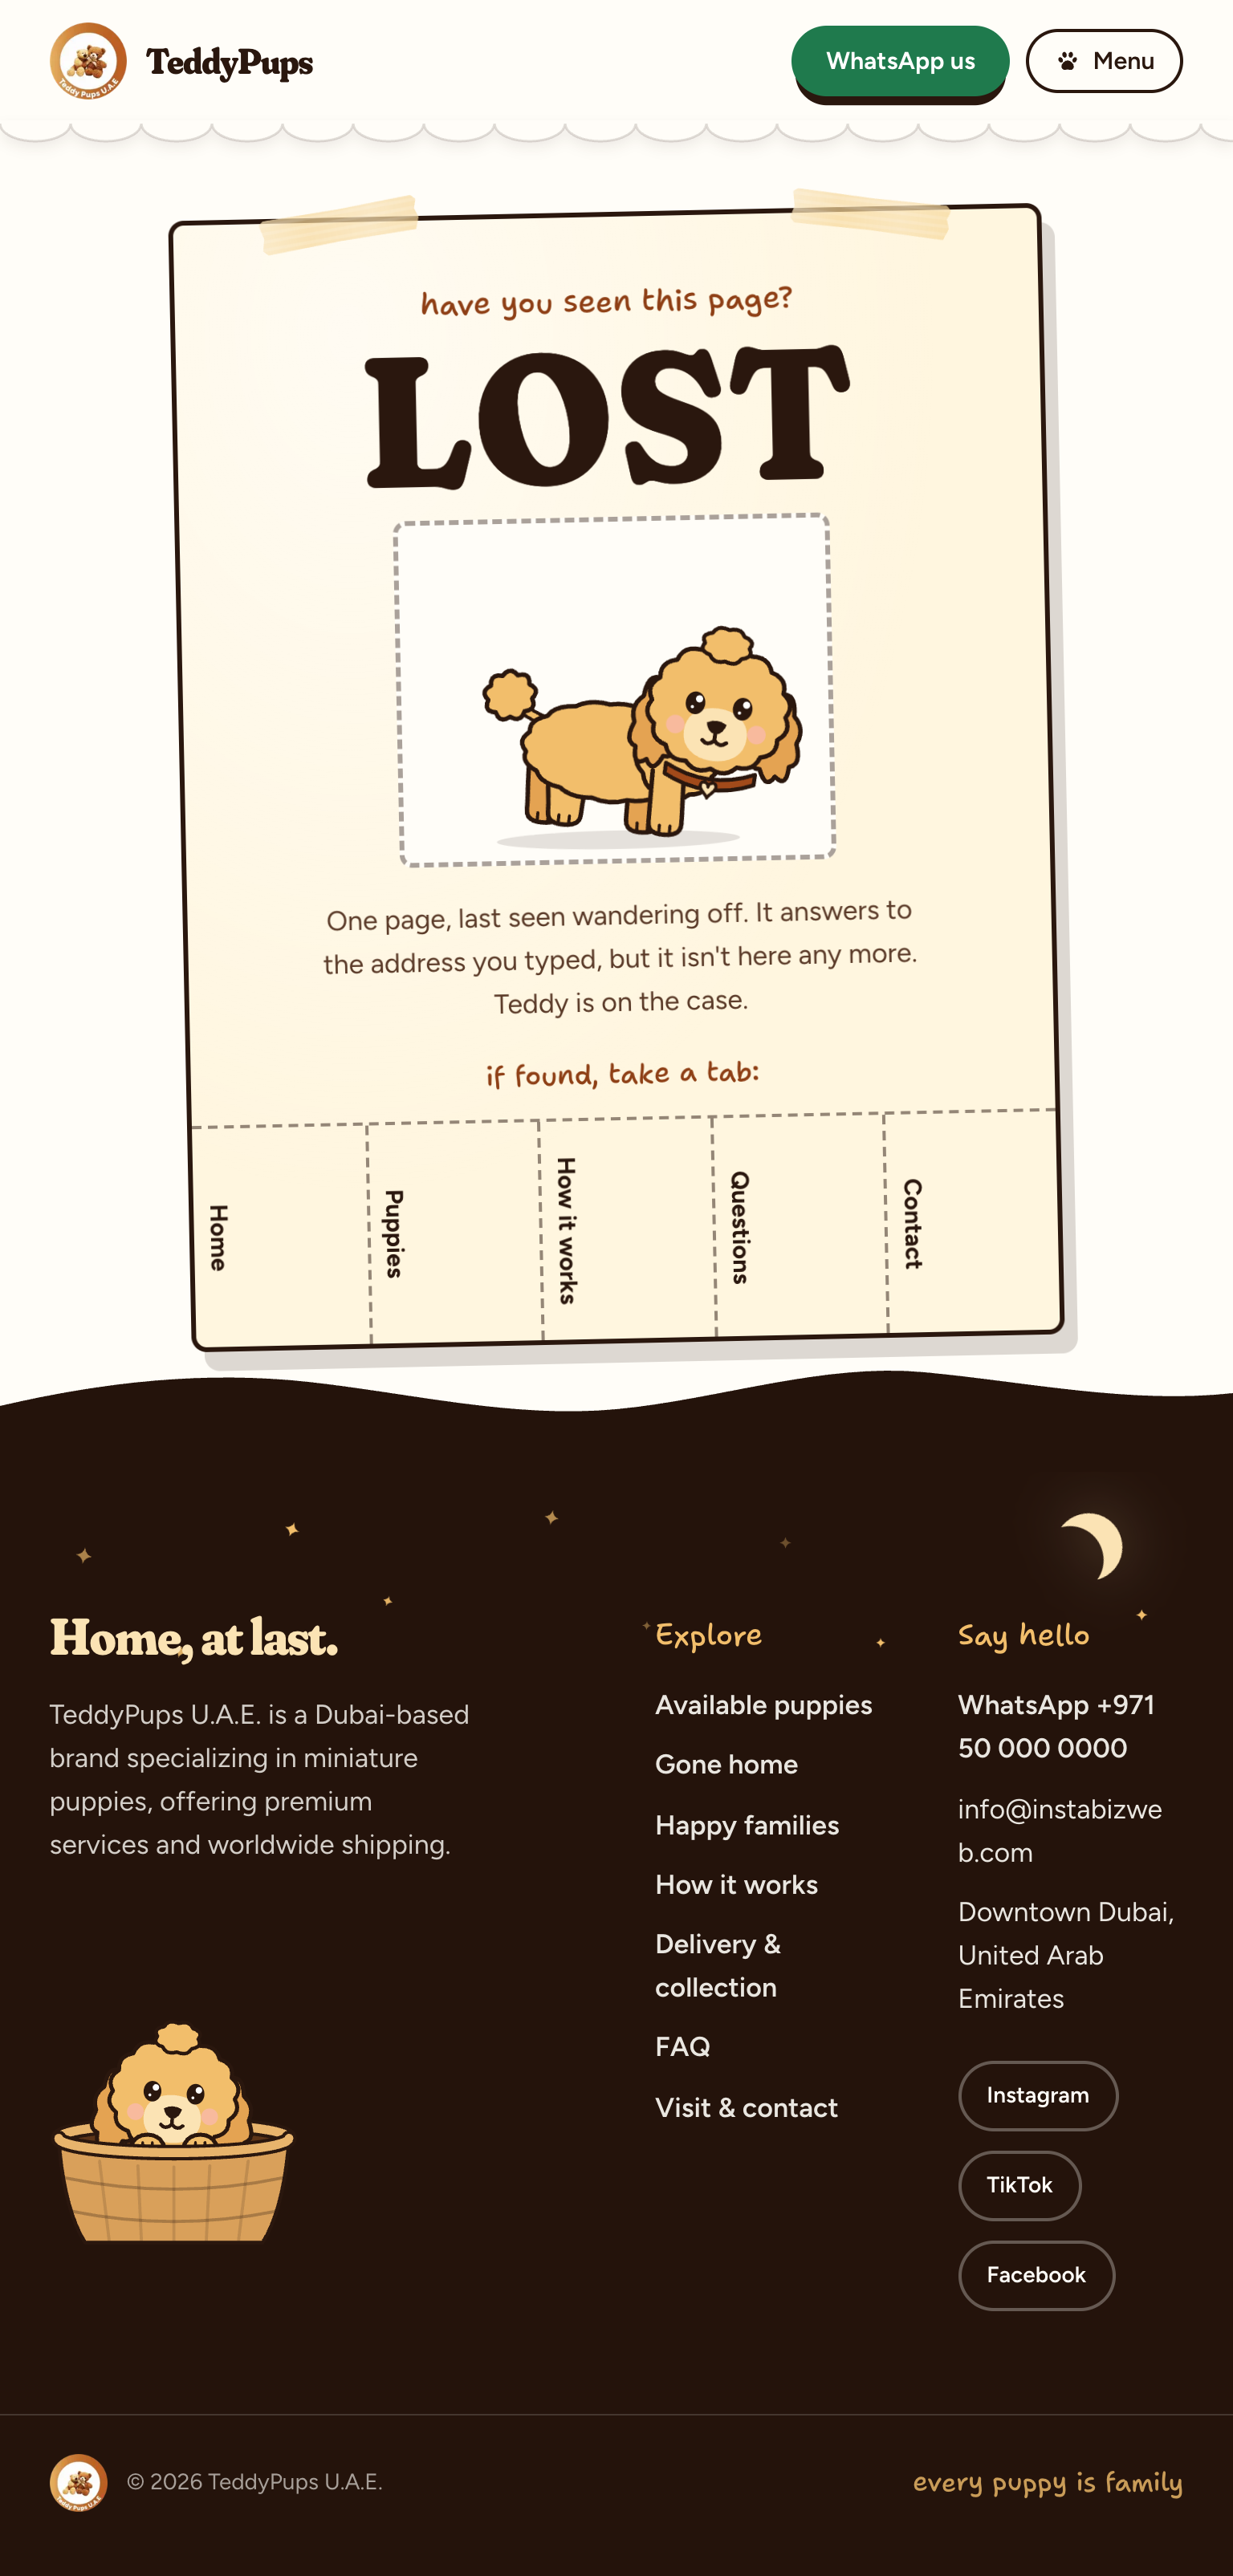 Teddy Pups U.A.E
TeddyPups
WhatsApp us
Menu
have you seen this page?
LOST
One page, last seen wandering off. It answers to
the address you typed, but it isn't here any more.
Teddy is on the case.
if found, take a tab:
Home
Puppies
How it works
Questions
Contact
Home, at last.
TeddyPups U.A.E. is a Dubai-based
brand specializing in miniature
puppies, offering premium
services and worldwide shipping.
Explore
Available puppies
Gone home
Happy families
How it works
Delivery &
collection
FAQ
Visit & contact
Say hello
WhatsApp +971
50 000 0000
info@instabizwe
b.com
Downtown Dubai,
United Arab
Emirates
Instagram
TikTok
Facebook
Teddy Pups U.A.E
© 2026 TeddyPups U.A.E.
every puppy is family